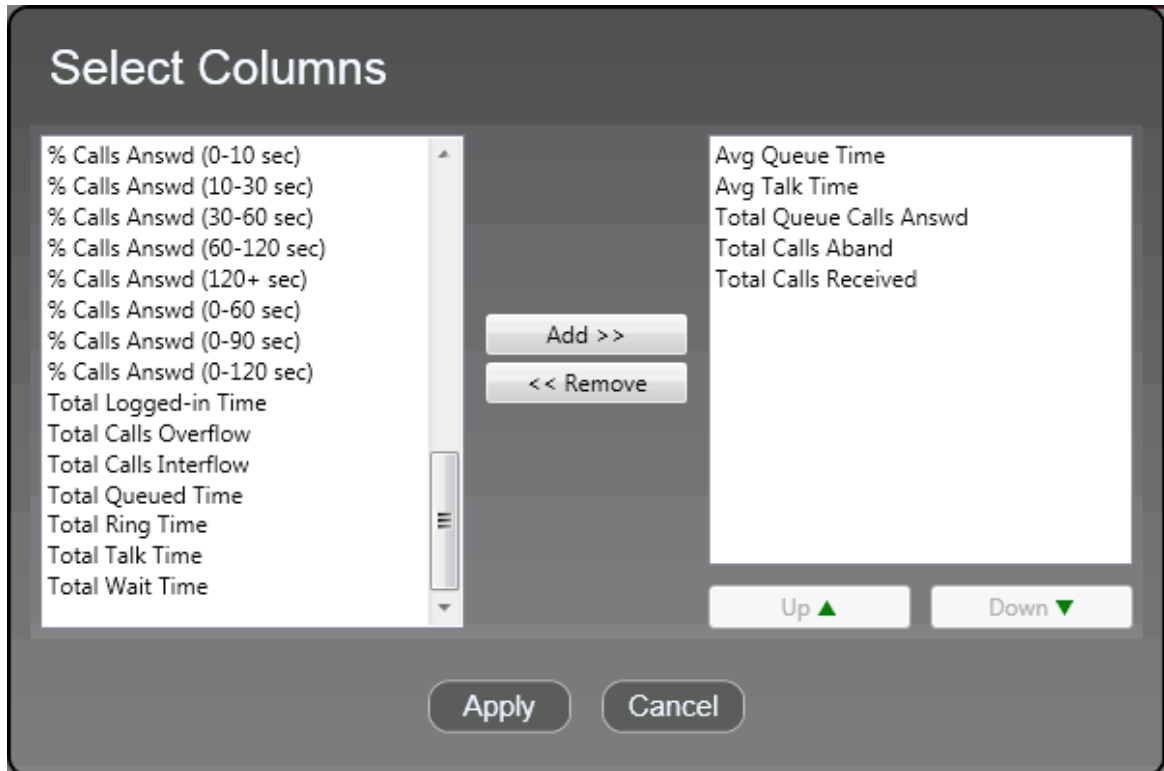 Select Columns
% Calls Answd (0-10 sec)
% Calls Answd (10-30 sec)
% Calls Answd (30-60 sec)
% Calls Answd (60-120 sec)
% Calls Answd (120+ sec)
% Calls Answd (0-60 sec)
% Calls Answd (0-90 sec)
% Calls Answd (0-120 sec)
Total Logged-in Time
Total Calls Overflow
Total Calls Interflow
Total Queued Time
Total Ring Time
Total Talk Time
Total Wait Time
Add >>
<< Remove
Avg Queue Time
Avg Talk Time
Total Queue Calls Answd
Total Calls Aband
Total Calls Received
Up ▲
Down ▼
Apply
Cancel